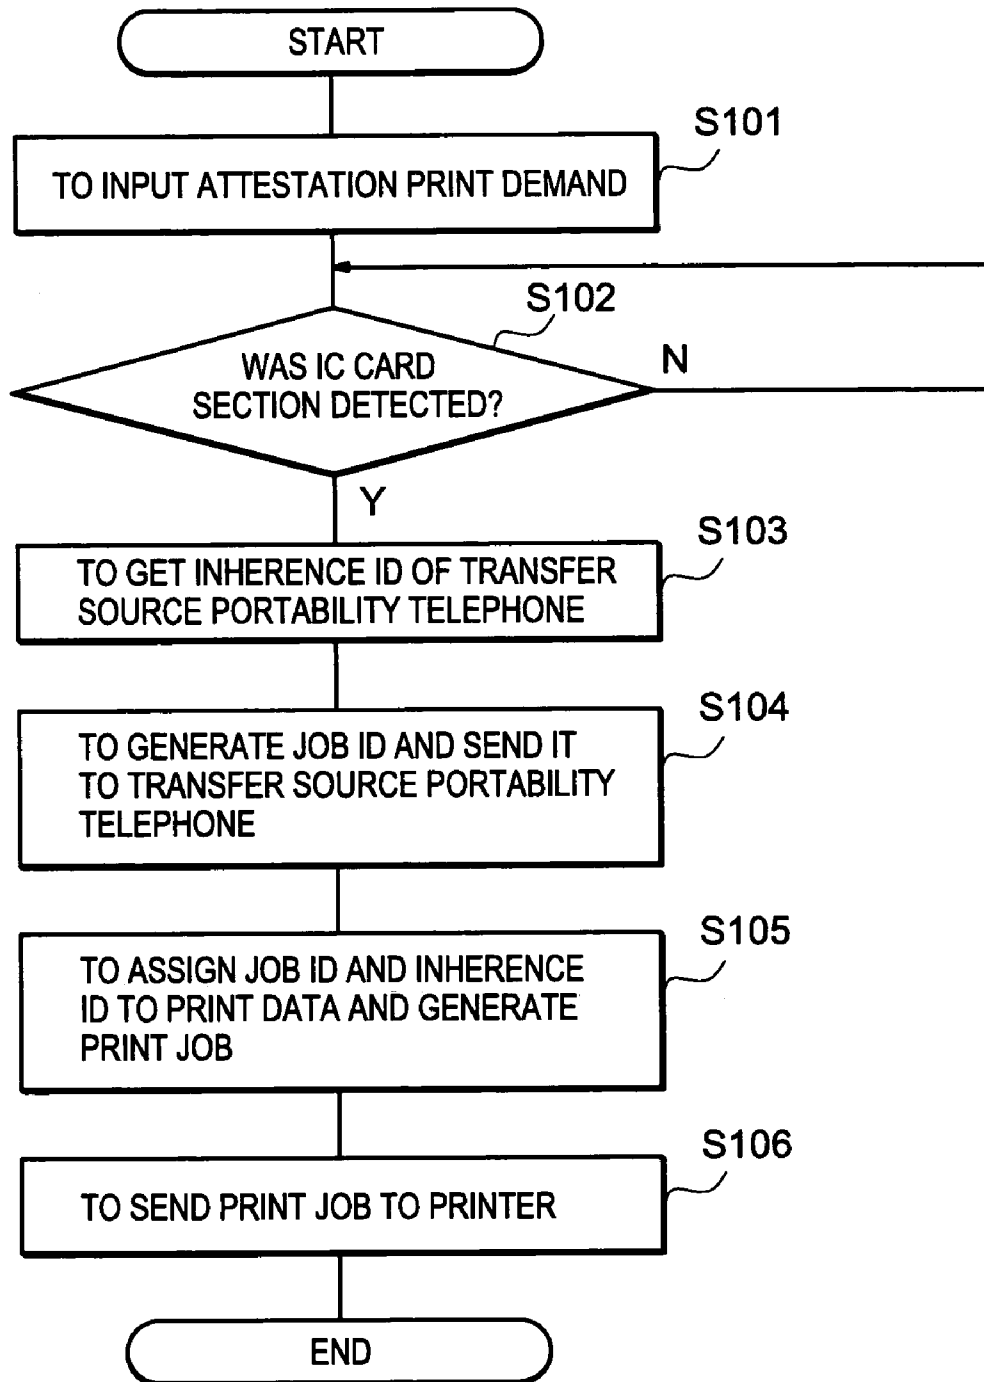 START
S101
TO INPUT ATTESTATION PRINT DEMAND
S102
WAS IC CARD
SECTION DETECTED?
N
Y
S103
TO GET INHERENCE ID OF TRANSFER
SOURCE PORTABILITY TELEPHONE
S104
TO GENERATE JOB ID AND SEND IT
TO TRANSFER SOURCE PORTABILITY
TELEPHONE
S105
TO ASSIGN JOB ID AND INHERENCE
ID TO PRINT DATA AND GENERATE
PRINT JOB
S106
TO SEND PRINT JOB TO PRINTER
END